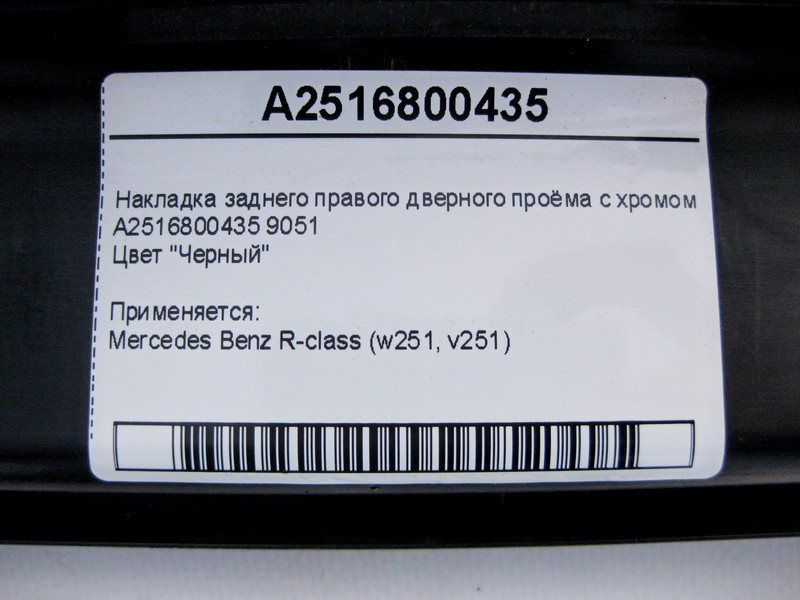 A2516800435
Накладка заднего правого дверного проёма с хромом
A2516800435 9051
Цвет "Черный"
Применяется:
Mercedes Benz R-class (w251, v251)